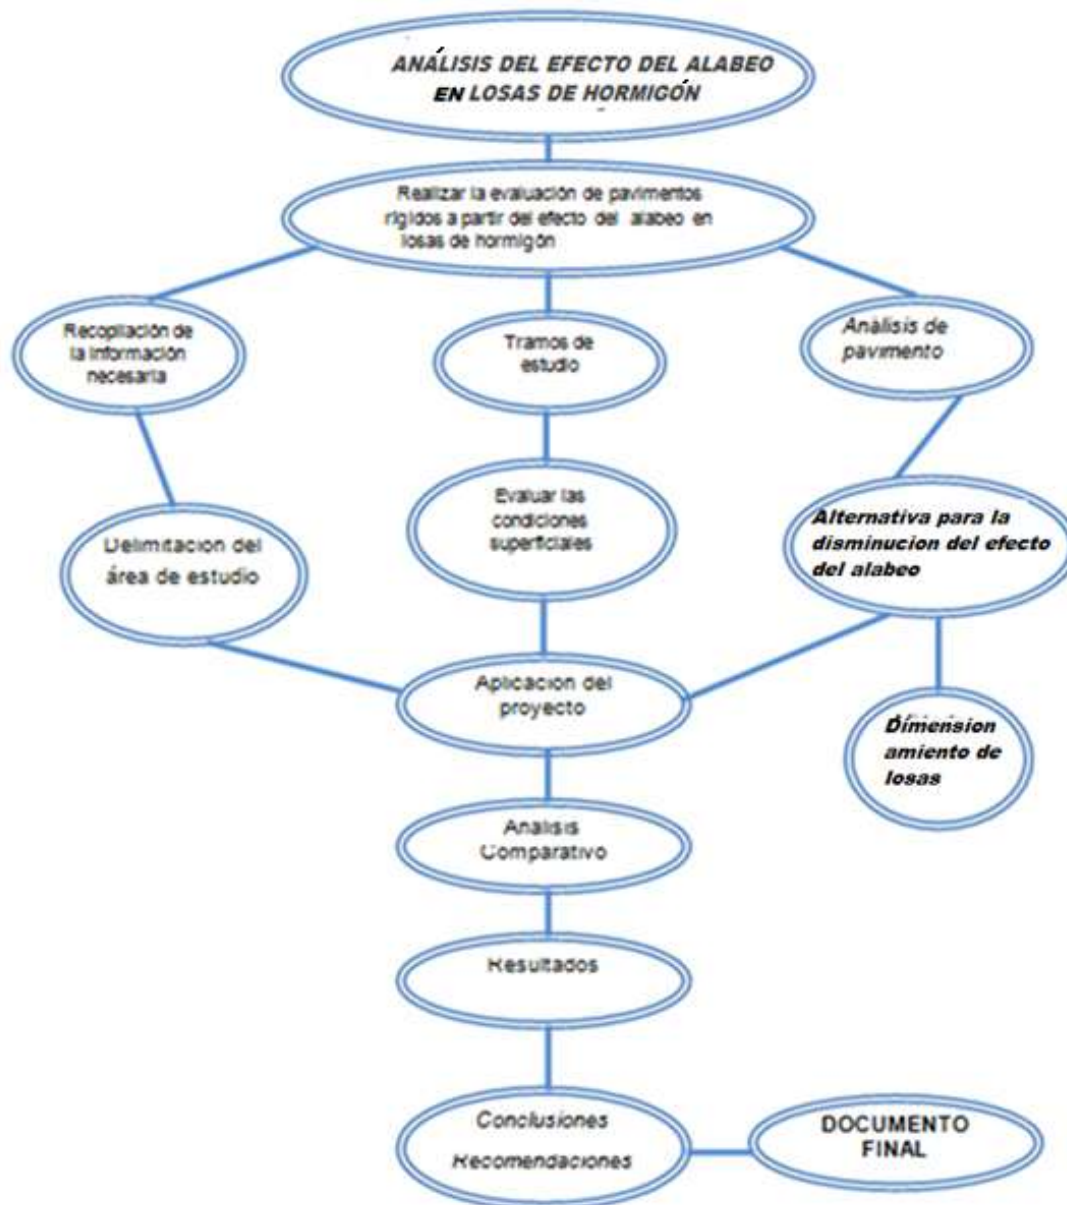 ANÁLISIS DEL EFECTO DEL ALABEO
EN LOSAS DE HORMIGÓN
Realizar la evaluación de pavimentos
rígidos a partir del efecto del alabeo en
losas de hormigón
Recopilación de
la información
necesaria
Tramos de
estudio
Análisis de
pavimento
Delimitacion del
área de estudio
Evaluar las
condiciones
superficiales
Alternativa para la
disminucion del efecto
del alabeo
Aplicacion del
proyecto
Dimension
amiento de
losas
Analisis
Comparativo
Resultados
Conclusiones
Recomendaciones
DOCUMENTO
FINAL